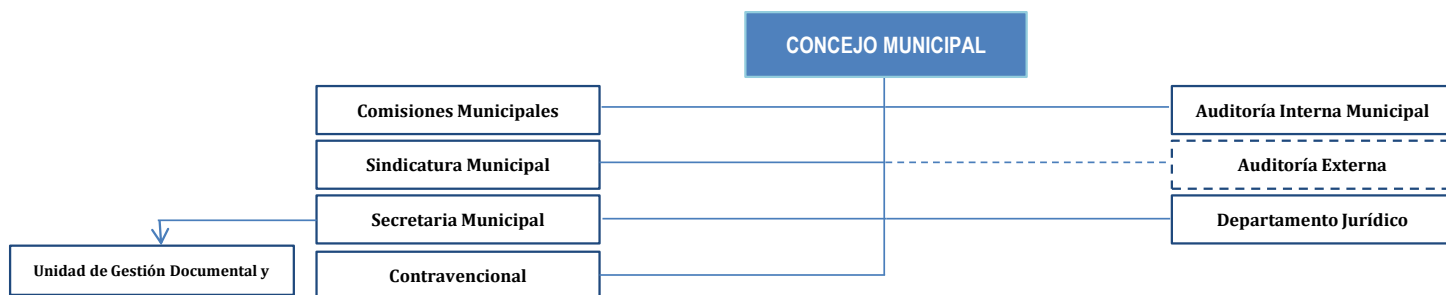 CONCEJO MUNICIPAL
Comisiones Municipales
Auditoría Interna Municipal
Sindicatura Municipal
Auditoría Externa
Secretaria Municipal
Departamento Jurídico
Unidad de Gestión Documental y
Contravencional